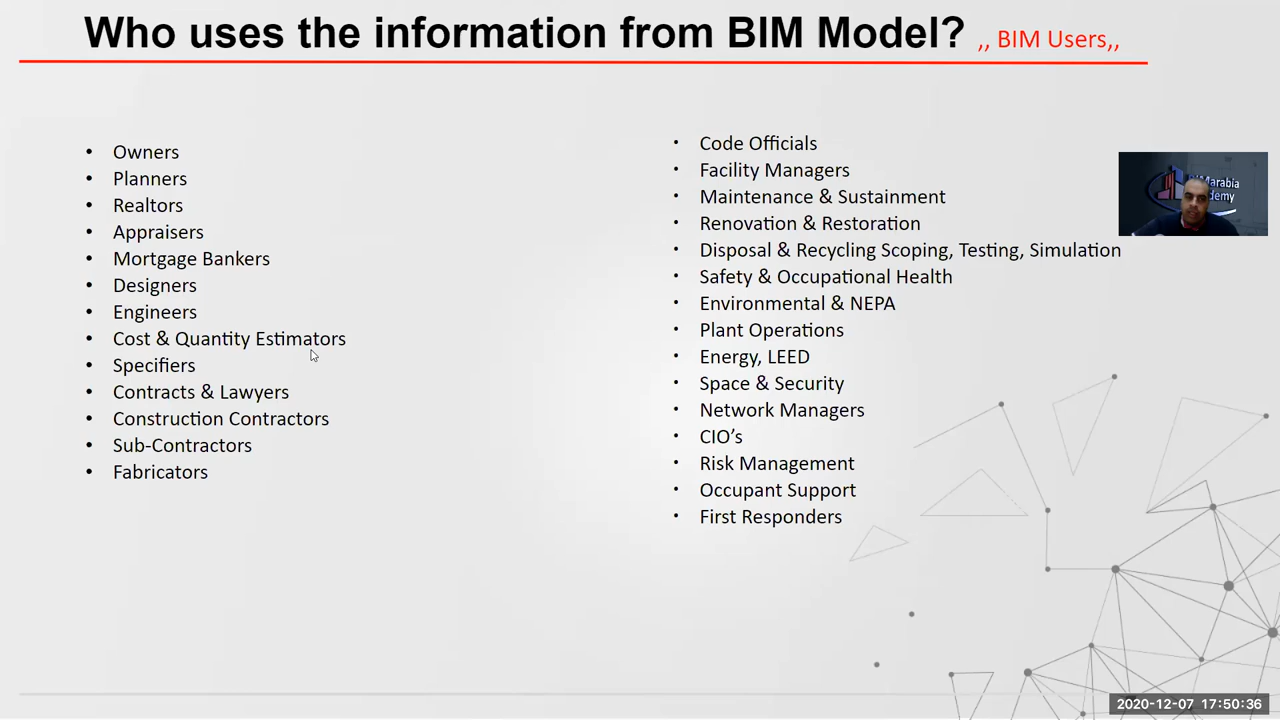 Who uses the information from BIM Model? ,, BIM Users,,
• Owners
• Planners
• Realtors
• Appraisers
• Mortgage Bankers
• Designers
• Engineers
• Cost & Quantity Estimators
• Specifiers
• Contracts & Lawyers
• Construction Contractors
• Sub-Contractors
• Fabricators
• Code Officials
• Facility Managers
• Maintenance & Sustainment
• Renovation & Restoration
• Disposal & Recycling Scoping, Testing, Simulation
• Safety & Occupational Health
• Environmental & NEPA
• Plant Operations
• Energy, LEED
• Space & Security
• Network Managers
• CIO’s
• Risk Management
• Occupant Support
• First Responders
2020-12-07 17:50:36